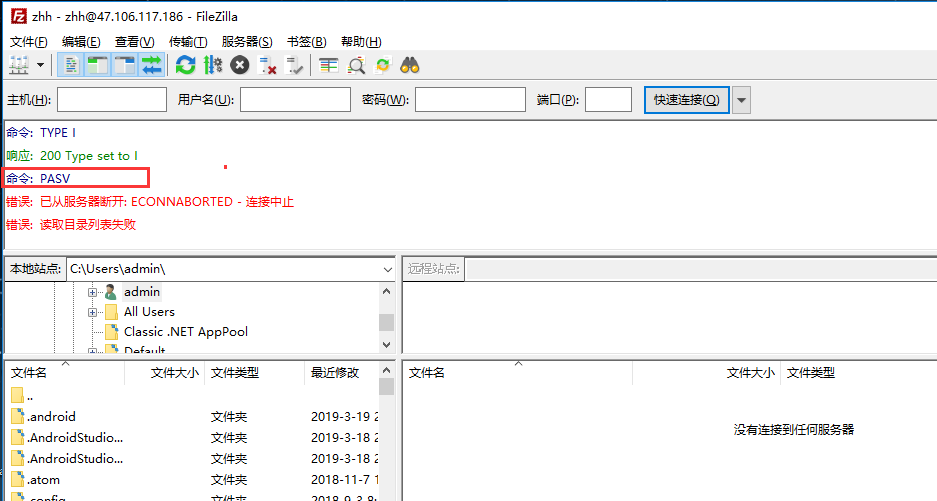 zhh - zhh@47.106.117.186 - FileZilla
文件(F) 编辑(E) 查看(V) 传输(T) 服务器(S) 书签(B) 帮助(H)
主机(H): 用户名(U): 密码(W): 端口(P): 快速连接(Q)
命令: TYPE I
响应: 200 Type set to I
命令: PASV
错误: 已从服务器断开: ECONNABORTED - 连接中止
错误: 读取目录列表失败
本地站点: C:\Users\admin\ 远程站点:
admin
All Users
Classic .NET AppPool
Default
文件名 文件大小 文件类型 最近修改 文件名 文件大小 文件类型
..
.android 文件夹 2019-3-19 2
.AndroidStudio... 文件夹 2019-3-18 2
没有连接到任何服务器
.AndroidStudio... 文件夹 2019-3-18 2
.atom 文件夹 2018-11-7 1
.config 文件夹 2018-9-3 8: